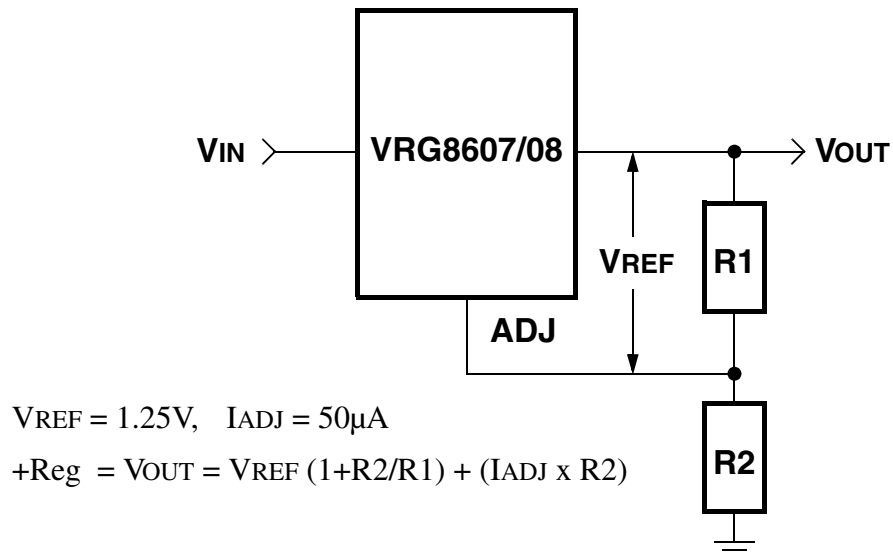 VIN
VRG8607/08
VOUT
VREF
R1
ADJ
VREF = 1.25V, IADJ = 50µA
+Reg = VOUT = VREF (1+R2/R1) + (IADJ x R2)
R2